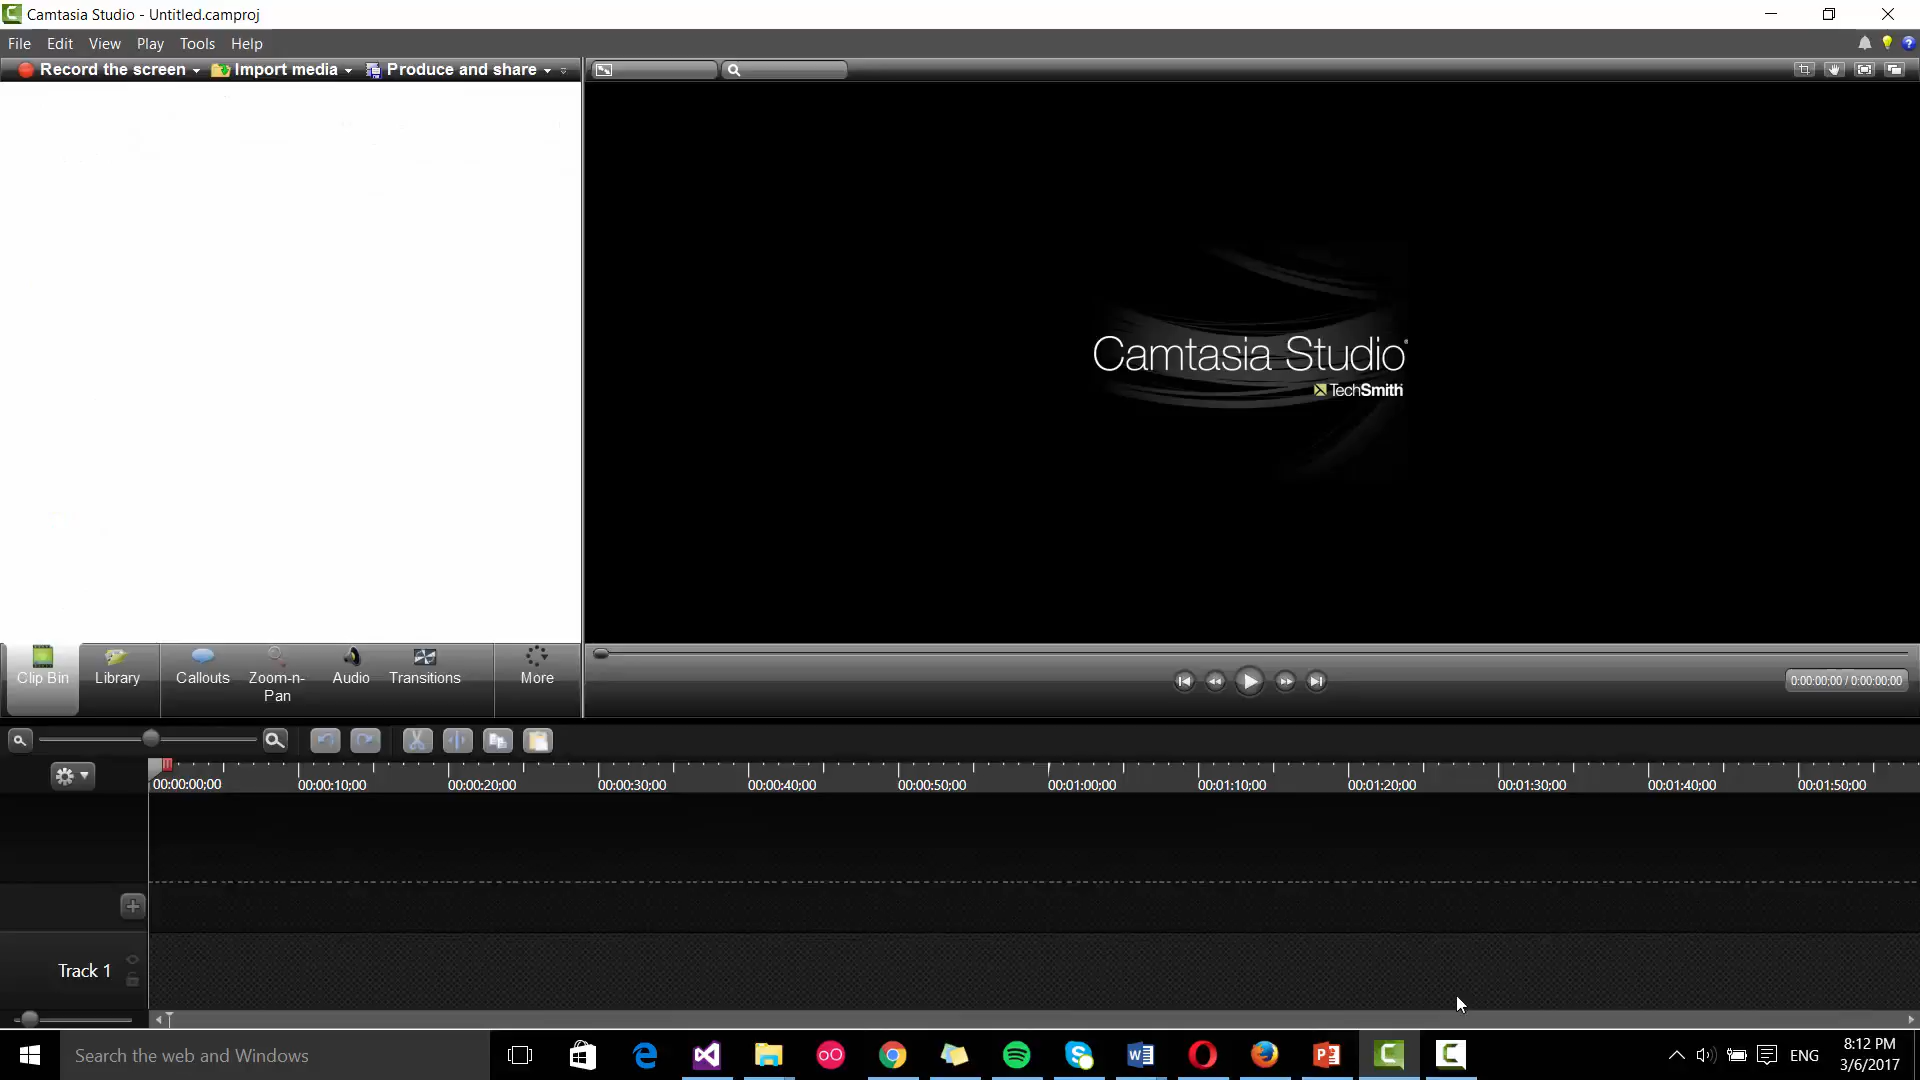 Camtasia Studio - Untitled.camproj
File Edit View Play Tools Help
Record the screen Import media Produce and share
Camtasia Studio®
TechSmith
Clip Bin Library Callouts Zoom-n-Pan Audio Transitions More
0:00:00;00 / 0:00:00;00
00:00:00;00 00:00:10;00 00:00:20;00 00:00:30;00 00:00:40;00 00:00:50;00 00:01:00;00 00:01:10;00 00:01:20;00 00:01:30;00 00:01:40;00 00:01:50;00
Track 1
Search the web and Windows
ENG
8:12 PM
3/6/2017